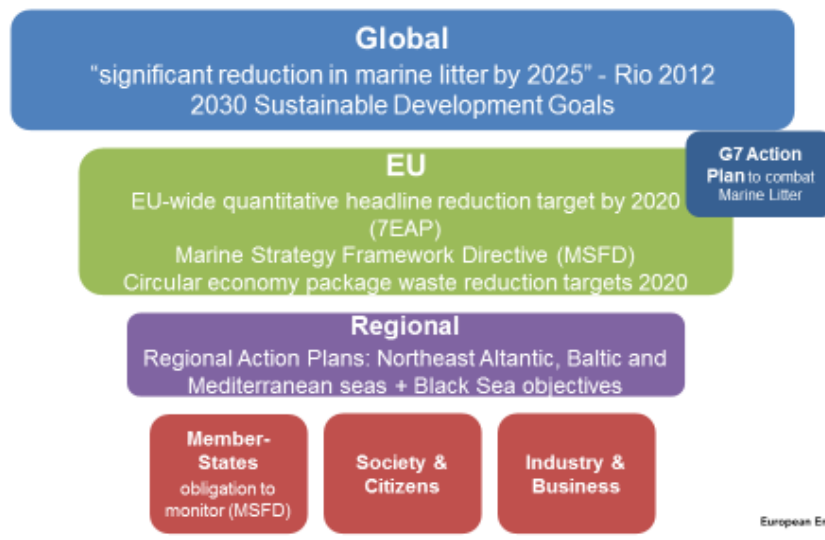 Global
“significant reduction in marine litter by 2025” - Rio 2012
2030 Sustainable Development Goals
G7 Action
Plan to combat
Marine Litter
EU
EU-wide quantitative headline reduction target by 2020
(7EAP)
Marine Strategy Framework Directive (MSFD)
Circular economy package waste reduction targets 2020
Regional
Regional Action Plans: Northeast Altantic, Baltic and
Mediterranean seas + Black Sea objectives
Member-
States
obligation to
monitor (MSFD)
Society &
Citizens
Industry &
Business
European